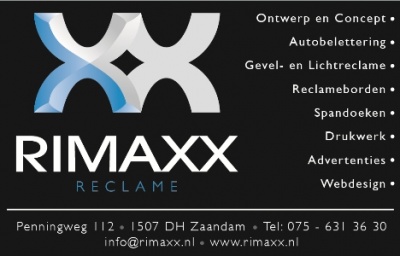 Ontwerp en Concept •
Autobelettering •
Gevel- en Lichtreclame •
Reclameborden •
Spandoeken •
Drukwerk •
Advertenties •
Webdesign •
RIMAXX
RECLAME
Penningweg 112 • 1507 DH Zaandam • Tel: 075 - 631 36 30
info@rimaxx.nl • www.rimaxx.nl